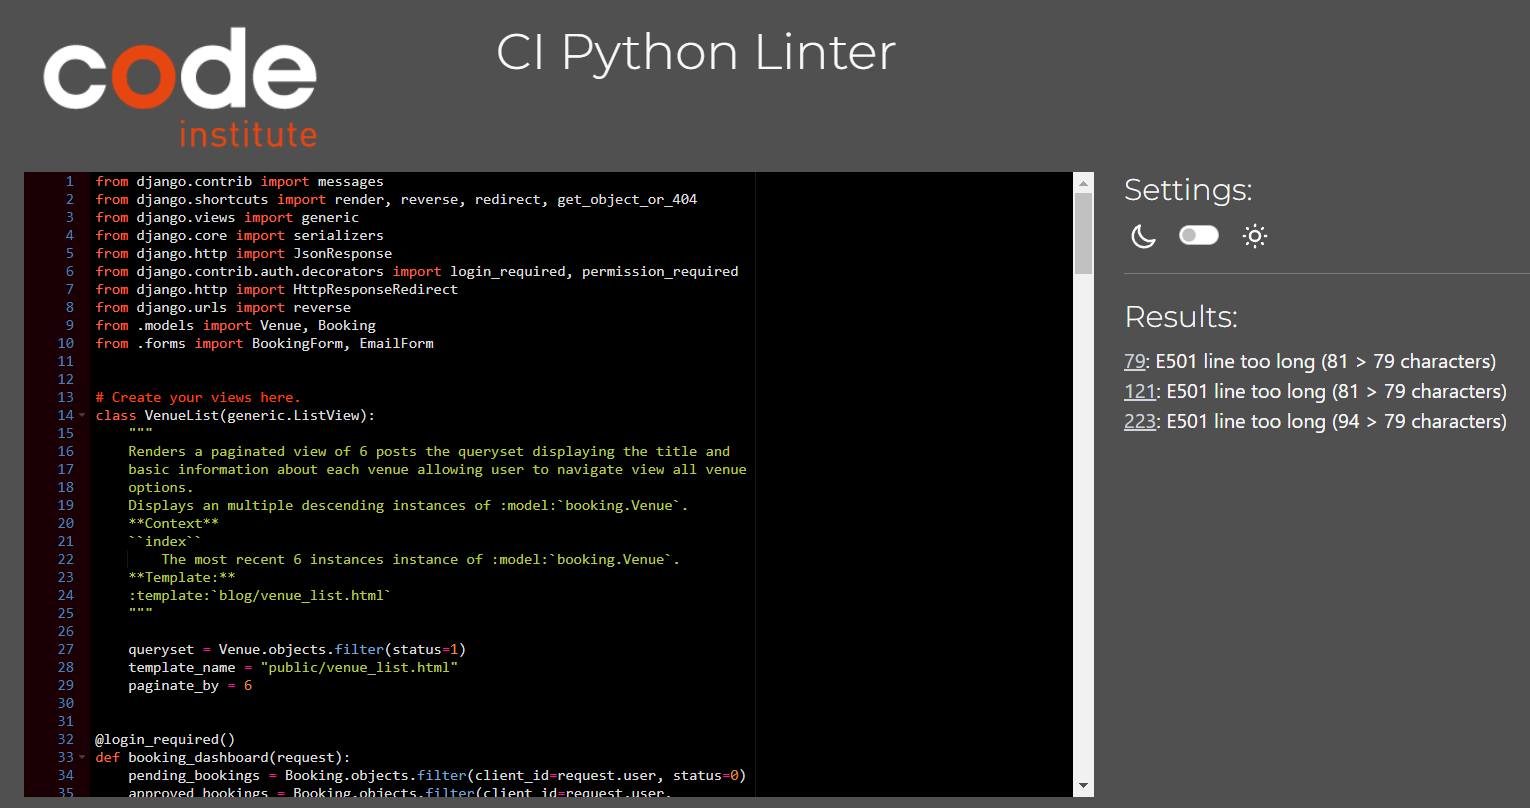 code
institute
CI Python Linter
1 from django.contrib import messages
2 from django.shortcuts import render, reverse, redirect, get_object_or_404
3 from django.views import generic
4 from django.core import serializers
5 from django.http import JsonResponse
6 from django.contrib.auth.decorators import login_required, permission_required
7 from django.http import HttpResponseRedirect
8 from django.urls import reverse
9 from .models import Venue, Booking
10 from .forms import BookingForm, EmailForm
11
12
13 # Create your views here.
14 class VenueList(generic.ListView):
15     """
16     Renders a paginated view of 6 posts the queryset displaying the title and
17     basic information about each venue allowing user to navigate view all venue
18     options.
19     Displays an multiple descending instances of :model:`booking.Venue`.
20     **Context**
21     ``index``
22         The most recent 6 instances instance of :model:`booking.Venue`.
23     **Template:**
24     :template:`blog/venue_list.html`
25     """
26
27     queryset = Venue.objects.filter(status=1)
28     template_name = "public/venue_list.html"
29     paginate_by = 6
30
31
32 @login_required()
33 def booking_dashboard(request):
34     pending_bookings = Booking.objects.filter(client_id=request.user, status=0)
35     approved_bookings = Booking.objects.filter(client_id=request.user,
Settings:
Results:
79: E501 line too long (81 > 79 characters)
121: E501 line too long (81 > 79 characters)
223: E501 line too long (94 > 79 characters)